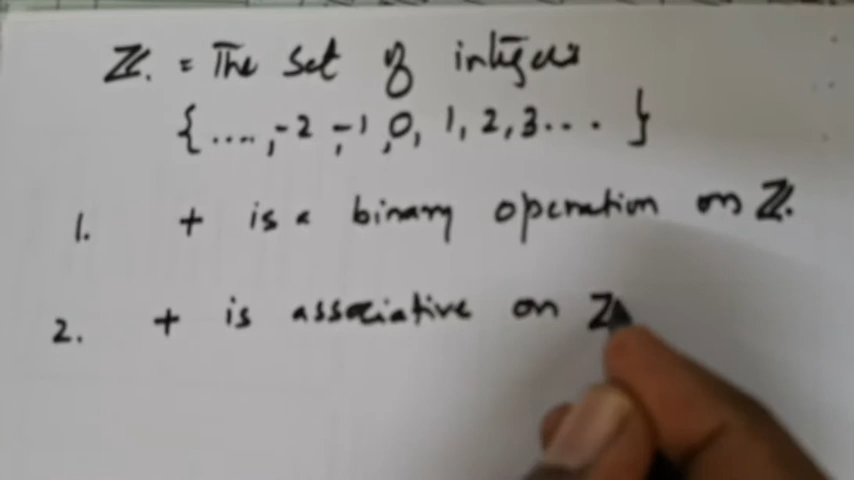 ℤ. = The set of integers
{ ...., -2, -1, 0, 1, 2, 3... }
1. + is a binary operation on ℤ.
2. + is associative on Z